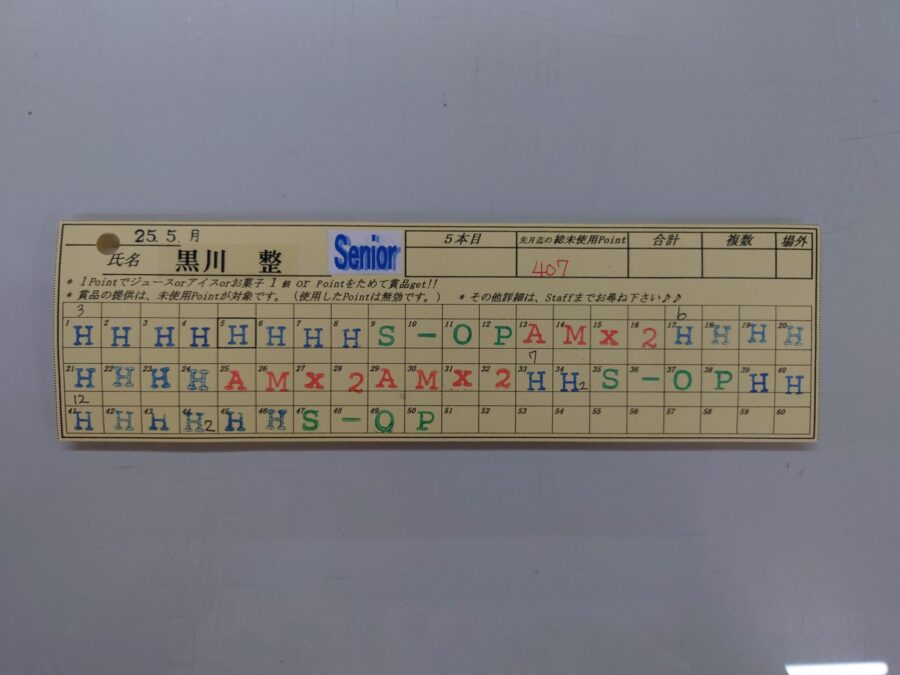 25. 5. 月
氏名 黒川 整 Senior
5本目 先月迄の総未使用Point 合計 複数 場外
407
* 1Pointでジュースorアイスorお菓子1個 or Pointをためて賞品get!!
* 賞品の提供は、未使用Pointが対象です。（使用したPointは無効です。） * その他詳細は、Staffまでお尋ね下さい♪♪
3 6
1 2 3 4 5 6 7 8 9 10 11 12 13 14 15 16 17 18 19 20
H H H H H H H H S - O P A M x 2 H H H H
7
21 22 23 24 25 26 27 28 29 30 31 32 33 34 35 36 37 38 39 40
H H H H A M x 2 A M x 2 H H2 S - O P H H
12
41 42 43 44 45 46 47 48 49 50 51 52 53 54 55 56 57 58 59 60
H H H H2 H H S - O P